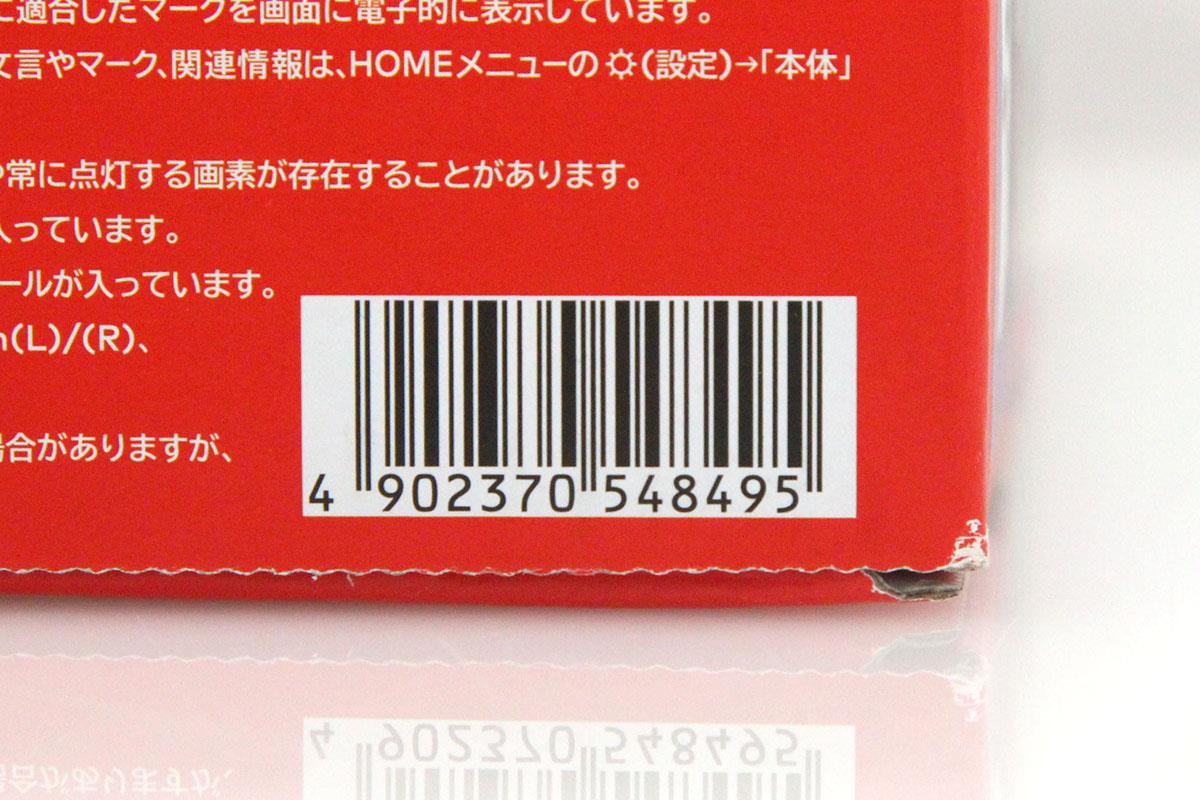 に適合したマークを画面に電子的に表示しています。
文言やマーク、関連情報は、HOMEメニューの☼(設定)→「本体」
や常に点灯する画素が存在することがあります。
入っています。
ールが入っています。
n(L)/(R)、
場合がありますが、
4 902370 548495